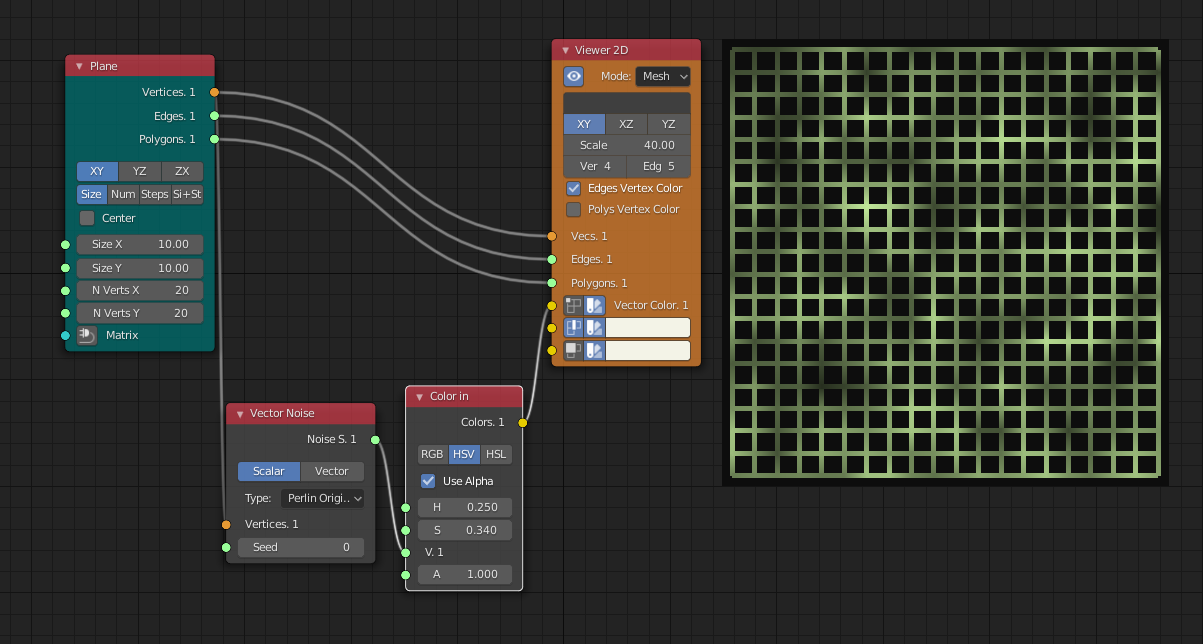 Plane
Vertices. 1
Edges. 1
Polygons. 1
XY YZ ZX
Size Num Steps Si+St
Center
Size X 10.00
Size Y 10.00
N Verts X 20
N Verts Y 20
Matrix
Vector Noise
Noise S. 1
Scalar Vector
Type: Perlin Origi..
Vertices. 1
Seed 0
Color in
Colors. 1
RGB HSV HSL
Use Alpha
H 0.250
S 0.340
V. 1
A 1.000
Viewer 2D
Mode: Mesh
XY XZ YZ
Scale 40.00
Ver 4 Edg 5
Edges Vertex Color
Polys Vertex Color
Vecs. 1
Edges. 1
Polygons. 1
Vector Color. 1